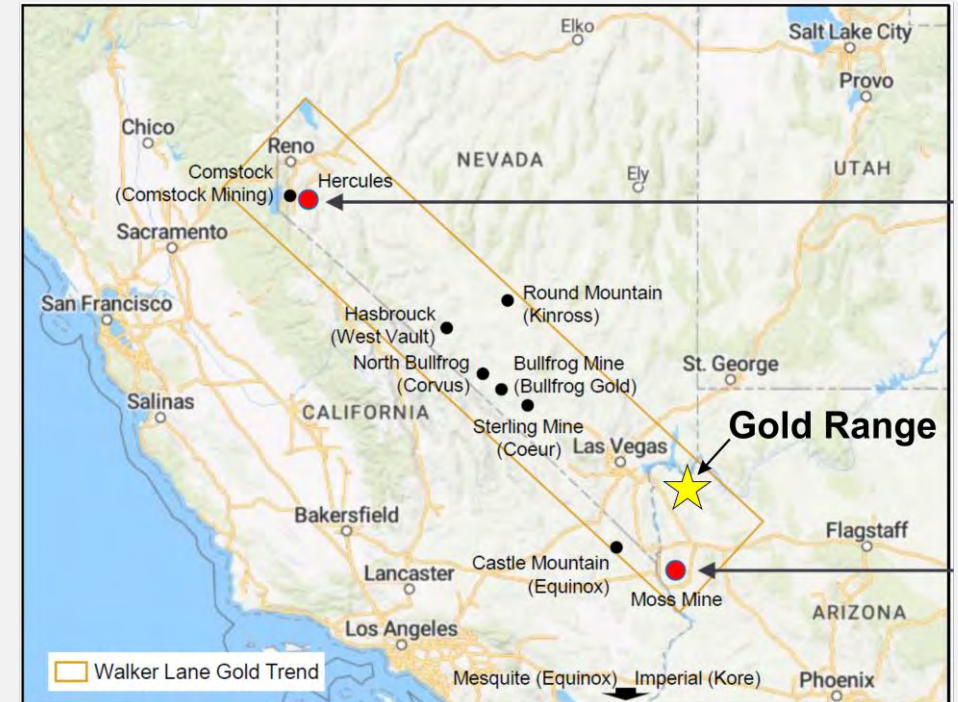 Elko
Salt Lake City
Provo
Chico
Reno
NEVADA
Ely
UTAH
Comstock
(Comstock Mining)
Hercules
Sacramento
San Francisco
Round Mountain
(Kinross)
Hasbrouck
(West Vault)
North Bullfrog
(Corvus)
Bullfrog Mine
(Bullfrog Gold)
St. George
Salinas
CALIFORNIA
Sterling Mine
(Coeur)
Las Vegas
Gold Range
Bakersfield
Flagstaff
Castle Mountain
(Equinox)
Lancaster
Moss Mine
ARIZONA
Los Angeles
Walker Lane Gold Trend
Mesquite (Equinox)
Imperial (Kore)
Phoenix